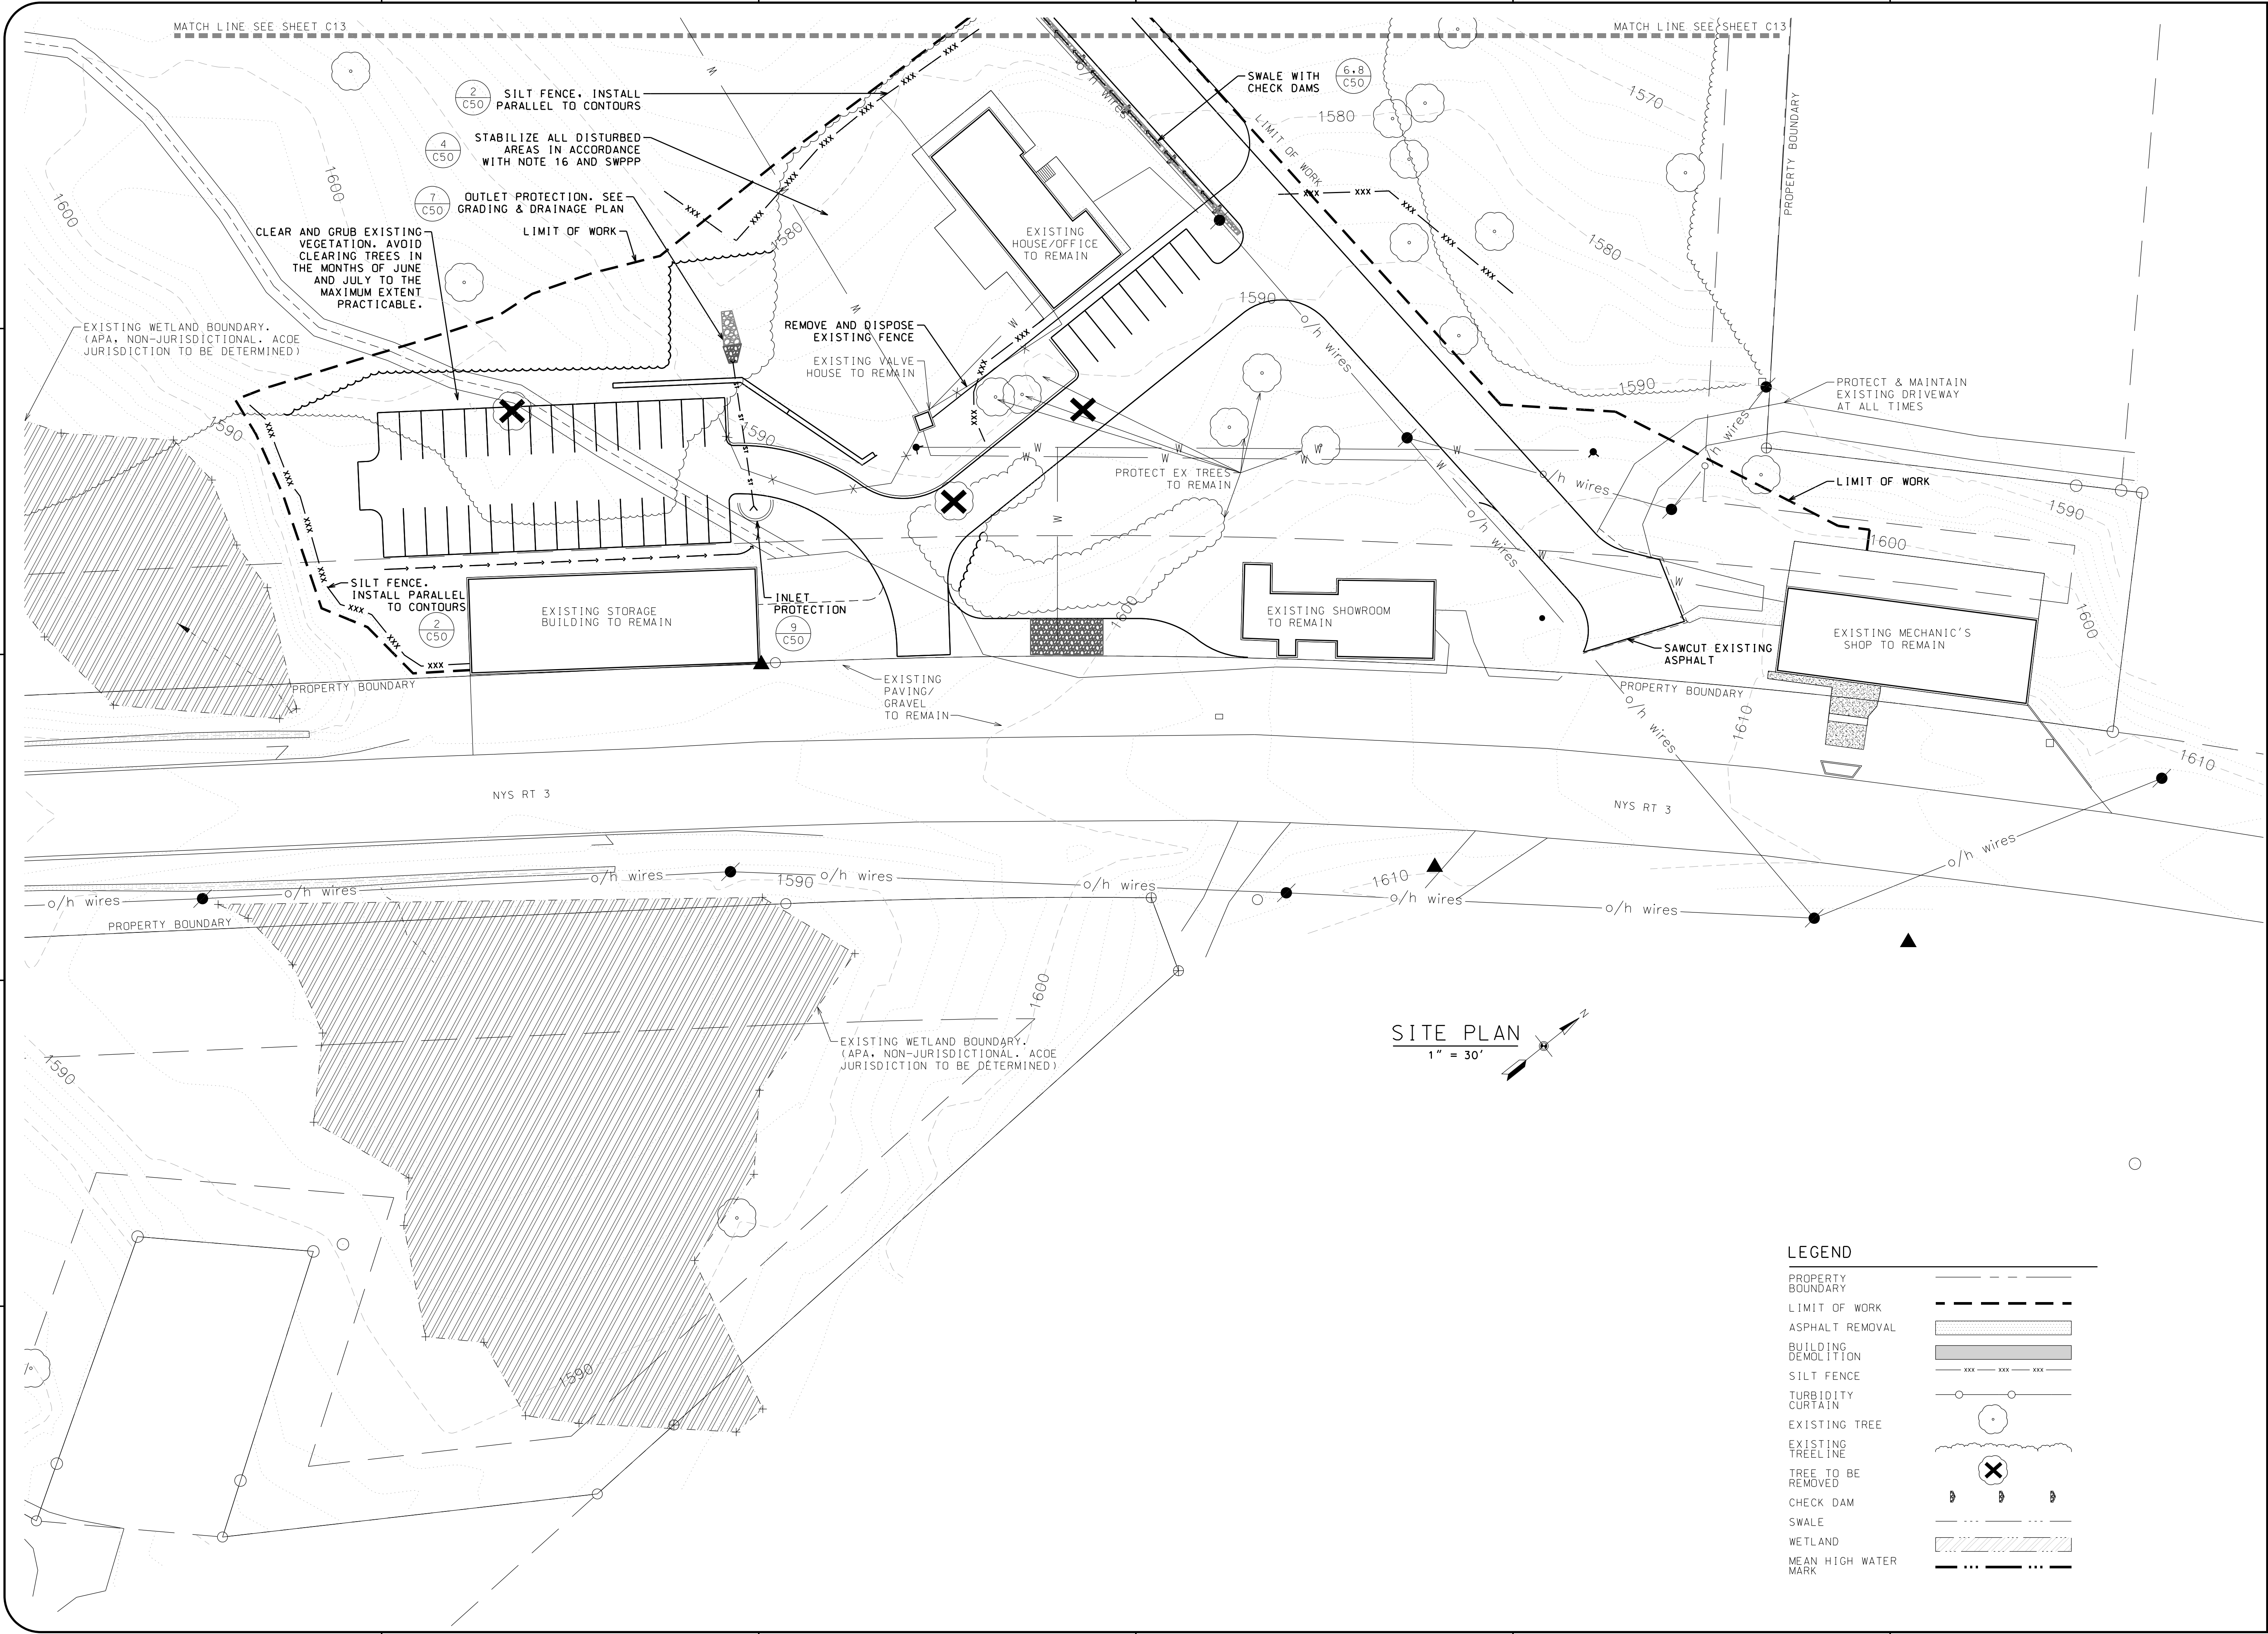 MATCH LINE SEE SHEET C13
MATCH LINE SEE SHEET C13
2
C50
SILT FENCE. INSTALL
PARALLEL TO CONTOURS
4
C50
STABILIZE ALL DISTURBED
AREAS IN ACCORDANCE
WITH NOTE 16 AND SWPPP
7
C50
OUTLET PROTECTION. SEE
GRADING & DRAINAGE PLAN
LIMIT OF WORK
CLEAR AND GRUB EXISTING
VEGETATION. AVOID
CLEARING TREES IN
THE MONTHS OF JUNE
AND JULY TO THE
MAXIMUM EXTENT
PRACTICABLE.
EXISTING WETLAND BOUNDARY.
(APA, NON-JURISDICTIONAL. ACOE
JURISDICTION TO BE DETERMINED)
1600
1600
1580
1590
1590
SWALE WITH
CHECK DAMS
6,8
C50
o/h wires
LIMIT OF WORK
1580
1570
1580
1590
1590
PROPERTY BOUNDARY
EXISTING
HOUSE/OFFICE
TO REMAIN
REMOVE AND DISPOSE
EXISTING FENCE
EXISTING VALVE
HOUSE TO REMAIN
o/h wires
PROTECT & MAINTAIN
EXISTING DRIVEWAY
AT ALL TIMES
o/h wires
PROTECT EX TREES
TO REMAIN
o/h wires
o/h wires
LIMIT OF WORK
1590
1600
1600
SILT FENCE.
INSTALL PARALLEL
TO CONTOURS
2
C50
EXISTING STORAGE
BUILDING TO REMAIN
INLET
PROTECTION
9
C50
1600
EXISTING SHOWROOM
TO REMAIN
EXISTING MECHANIC'S
SHOP TO REMAIN
SAWCUT EXISTING
ASPHALT
PROPERTY BOUNDARY
EXISTING
PAVING/
GRAVEL
TO REMAIN
PROPERTY BOUNDARY
o/h wires
1610
1610
NYS RT 3
NYS RT 3
o/h wires
o/h wires
o/h wires
1590
o/h wires
o/h wires
1610
o/h wires
o/h wires
o/h wires
PROPERTY BOUNDARY
1600
EXISTING WETLAND BOUNDARY.
(APA, NON-JURISDICTIONAL. ACOE
JURISDICTION TO BE DETERMINED)
1590
1590
SITE PLAN
1" = 30'
N
LEGEND
PROPERTY
BOUNDARY
LIMIT OF WORK
ASPHALT REMOVAL
BUILDING
DEMOLITION
SILT FENCE
xxx xxx xxx
TURBIDITY
CURTAIN
EXISTING TREE
EXISTING
TREELINE
TREE TO BE
REMOVED
CHECK DAM
SWALE
WETLAND
MEAN HIGH WATER
MARK